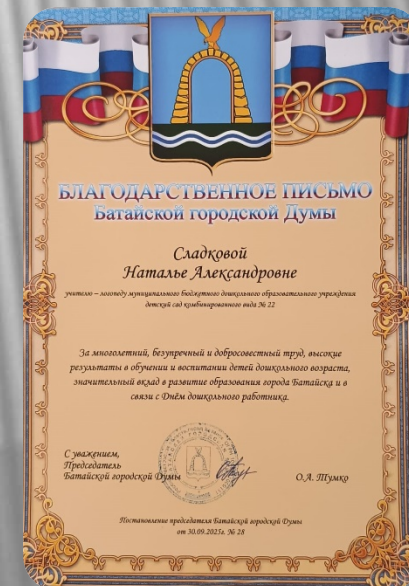 БЛАГОДАРСТВЕННОЕ ПИСЬМО
Батайской городской Думы
Сладковой
Наталье Александровне
учителю – логопеду муниципального бюджетного дошкольного образовательного учреждения
детский сад комбинированного вида № 22
За многолетний, безупречный и добросовестный труд, высокие
результаты в обучении и воспитании детей дошкольного возраста,
значительный вклад в развитие образования города Батайска и в
связи с Днём дошкольного работника.
С уважением,
Председатель
Батайской городской Думы
О.А. Тумко
Постановление председателя Батайской городской Думы
от 30.09.2025г. № 28